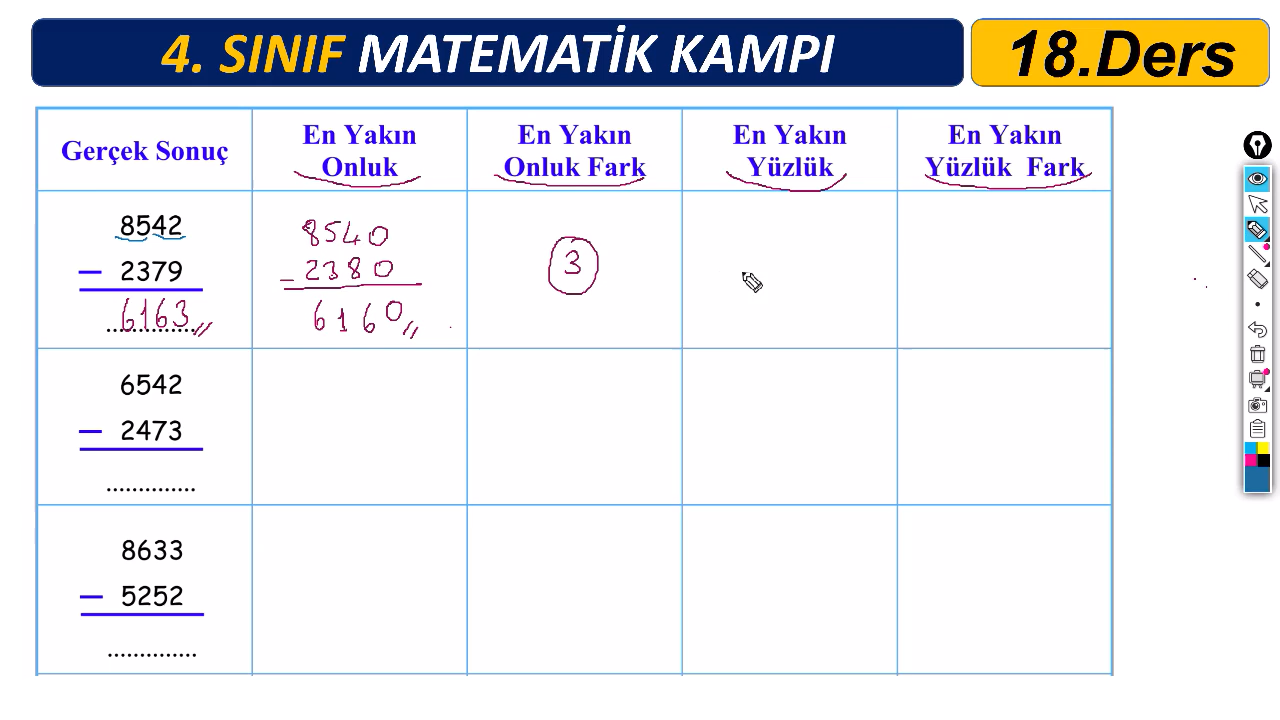 4. SINIF MATEMATİK KAMPI
18.Ders
Gerçek Sonuç
En Yakın
Onluk
En Yakın
Onluk Fark
En Yakın
Yüzlük
En Yakın
Yüzlük Fark
8542
— 2379
6163
..............
8540
- 2380
6160
3
6542
— 2473
..............
8633
— 5252
..............